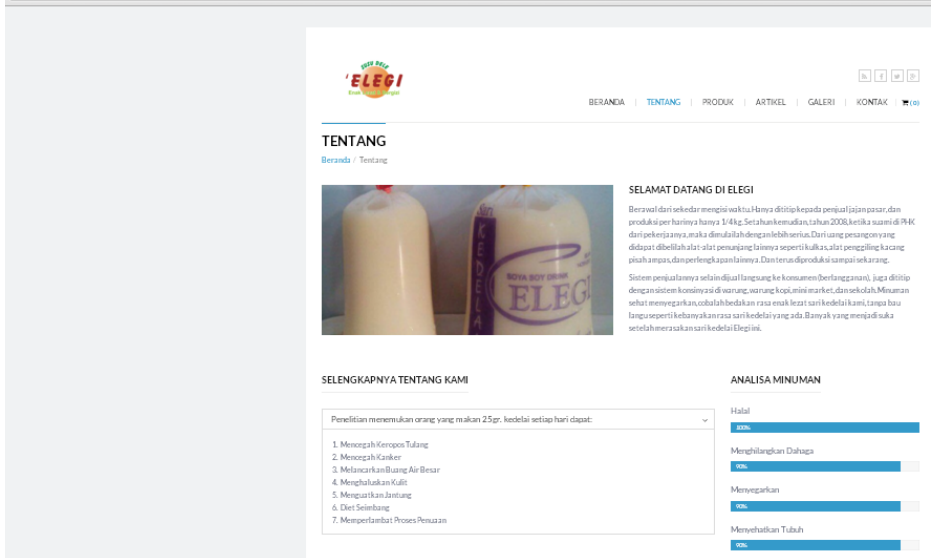 SUSU DELE
'ELEGI
BERANDA | TENTANG | PRODUK | ARTIKEL | GALERI | KONTAK | (0)
TENTANG
Beranda / Tentang
KENDELAI
SOYA SOY DRINK
ELEGI
SELAMAT DATANG DI ELEGI
Berawal dari sekedar mengisi waktu. Hanya dititip kepada penjual jajan pasar, dan
produksi per harinya hanya 1/4 kg. Setahun kemudian, tahun 2008, ketika suami di PHK
dari pekerjaanya, maka dimulailah dengan lebih serius. Dari uang pesangon yang
didapat dibelilah alat-alat penunjang lainnya seperti kulkas, alat penggiling kacang
pisah ampas, dan perlengkapan lainnya. Dan terus diproduksi sampai sekarang.
Sistem penjualannya selain dijual langsung ke konsumen (berlangganan), juga dititip
dengan sistem konsinyasi di warung, warung kopi, mini market, dan sekolah. Minuman
sehat menyegarkan, cobalah bedakan rasa enak lezat sari kedelai kami, tanpa bau
langu seperti kebanyakan rasa sari kedelai yang ada. Banyak yang menjadi suka
setelah merasakan sari kedelai Elegi ini.
SELENGKAPNYA TENTANG KAMI
Penelitian menemukan orang yang makan 25gr. kedelai setiap hari dapat:
1. Mencegah Keropos Tulang
2. Mencegah Kanker
3. Melancarkan Buang Air Besar
4. Menghaluskan Kulit
5. Menguatkan Jantung
6. Diet Seimbang
7. Memperlambat Proses Penuaan
ANALISA MINUMAN
Halal
100%
Menghilangkan Dahaga
90%
Menyegarkan
90%
Menyehatkan Tubuh
90%